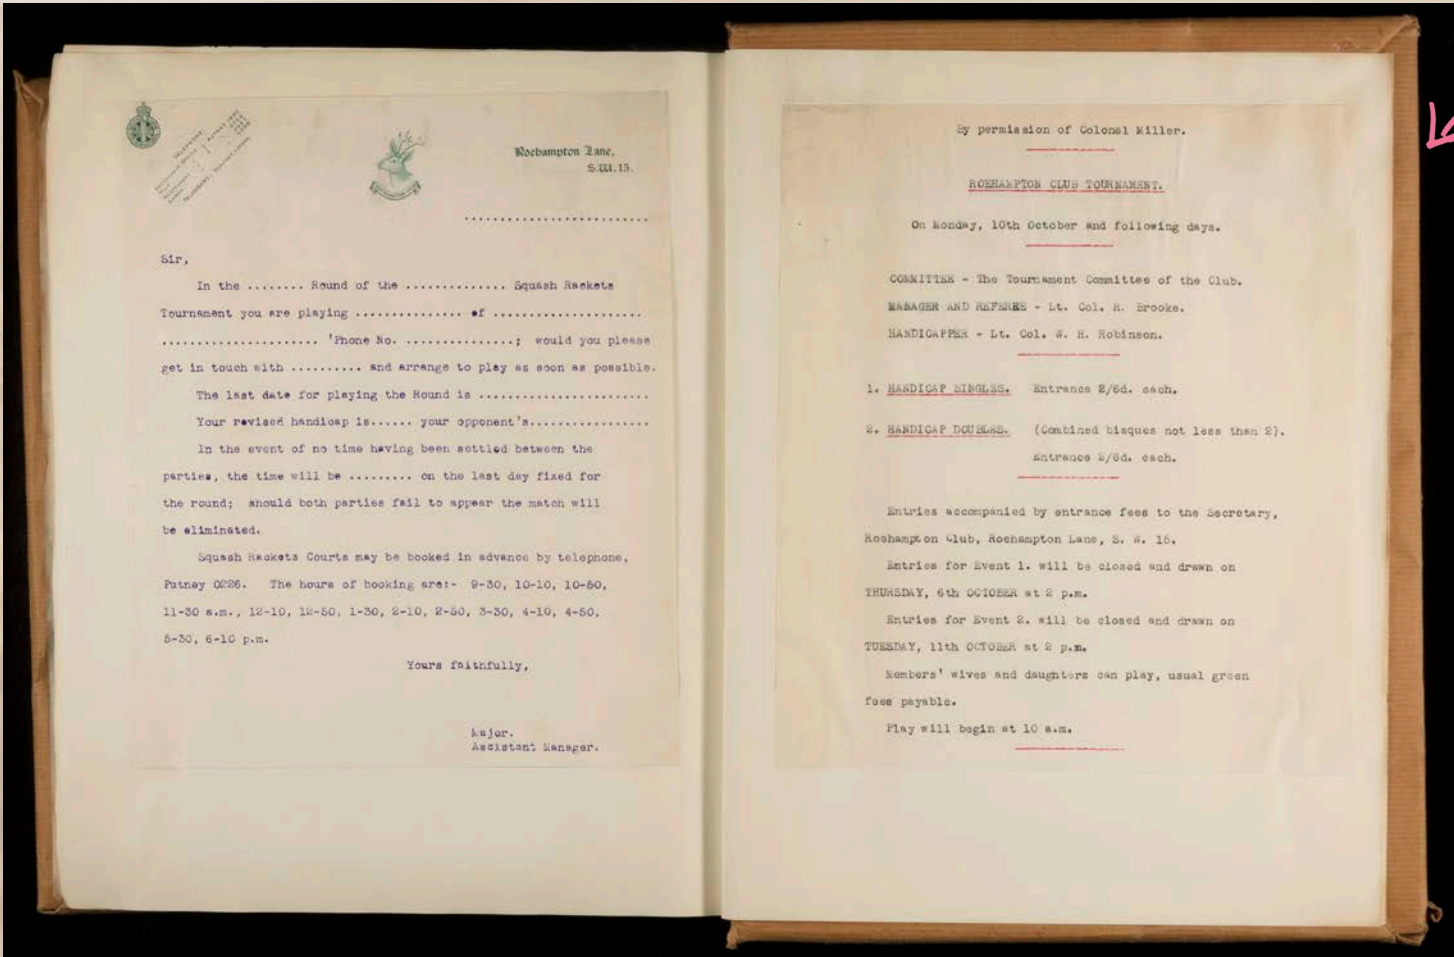 Roehampton Lane,
S.W. 15.
........................
Sir,
In the ........ Round of the .............. Squash Rackets
Tournament you are playing ............... of .....................
...................... 'Phone No. ...............; would you please
get in touch with .......... and arrange to play as soon as possible.
The last date for playing the Round is ........................
Your revised handicap is...... your opponent's.................
In the event of no time having been settled between the
parties, the time will be ......... on the last day fixed for
the round; should both parties fail to appear the match will
be eliminated.
Squash Rackets Courts may be booked in advance by telephone,
Putney 0226. The hours of booking are:- 9-30, 10-10, 10-50,
11-30 a.m., 12-10, 12-50, 1-30, 2-10, 2-50, 3-30, 4-10, 4-50,
5-30, 6-10 p.m.
Yours faithfully,
Major.
Assistant Manager.
By permission of Colonel Miller.
ROEHAMPTON CLUB TOURNAMENT.
On Monday, 10th October and following days.
COMMITTEE - The Tournament Committee of the Club.
MANAGER AND REFEREE - Lt. Col. R. Brooke.
HANDICAPPER - Lt. Col. W. H. Robinson.
1. HANDICAP SINGLES. Entrance 2/6d. each.
2. HANDICAP DOUBLES. (Combined bisques not less than 2).
Entrance 2/6d. each.
Entries accompanied by entrance fees to the Secretary,
Roehampton Club, Roehampton Lane, S. W. 15.
Entries for Event 1. will be closed and drawn on
THURSDAY, 6th OCTOBER at 2 p.m.
Entries for Event 2. will be closed and drawn on
TUESDAY, 11th OCTOBER at 2 p.m.
Members' wives and daughters can play, usual green
fees payable.
Play will begin at 10 a.m.